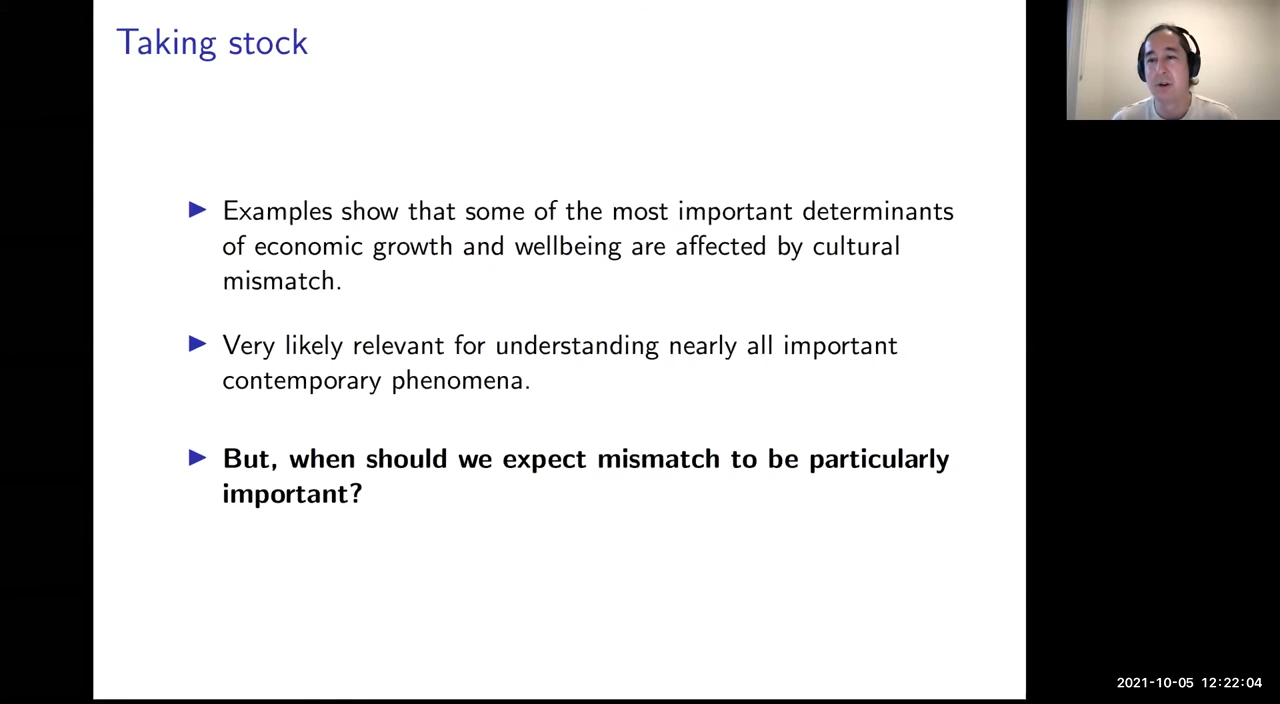 Taking stock
▶ Examples show that some of the most important determinants
of economic growth and wellbeing are affected by cultural
mismatch.
▶ Very likely relevant for understanding nearly all important
contemporary phenomena.
▶ But, when should we expect mismatch to be particularly
important?
2021-10-05 12:22:04